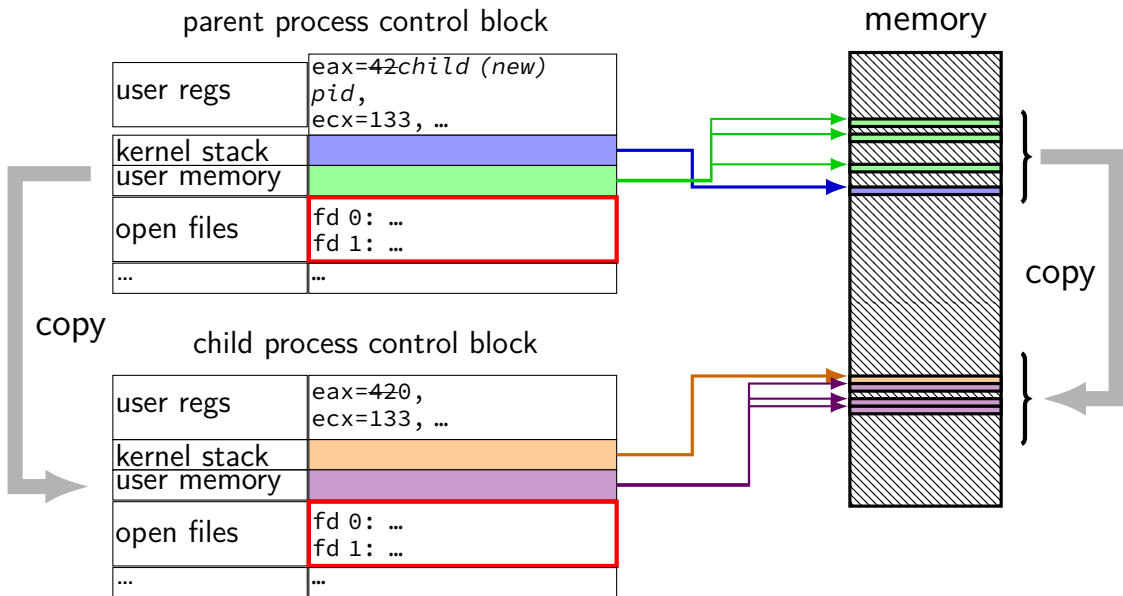 parent process control block
memory
user regs
eax=42child (new)
pid,
ecx=133, …
kernel stack
user memory
open files
fd 0: …
fd 1: …
…
…
copy
copy
child process control block
user regs
eax=420,
ecx=133, …
kernel stack
user memory
open files
fd 0: …
fd 1: …
…
…